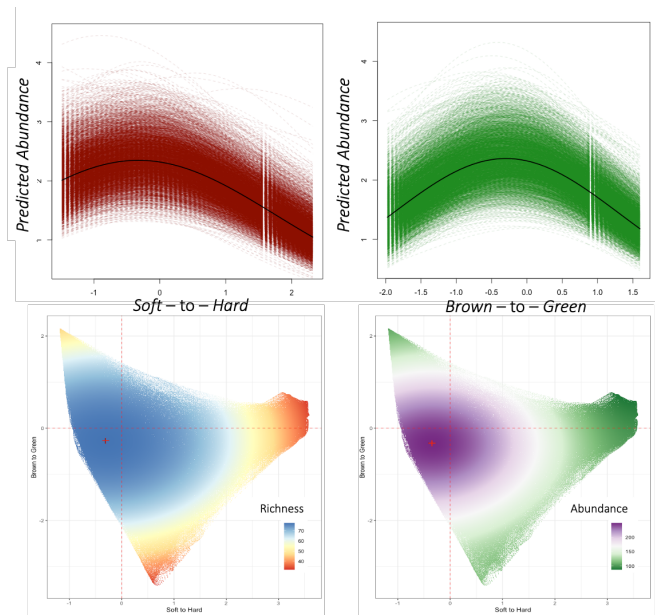 Predicted Abundance
4
3
2
1
-1 0 1 2
Soft – to – Hard
Predicted Abundance
4
3
2
1
-2.0 -1.5 -1.0 -0.5 0.0 0.5 1.0 1.5
Brown – to – Green
Brown to Green
2
0
-2
Richness
70
60
50
40
-1 0 1 2 3
Soft to Hard
Brown to Green
2
0
-2
Abundance
200
150
100
-1 0 1 2 3
Soft to Hard